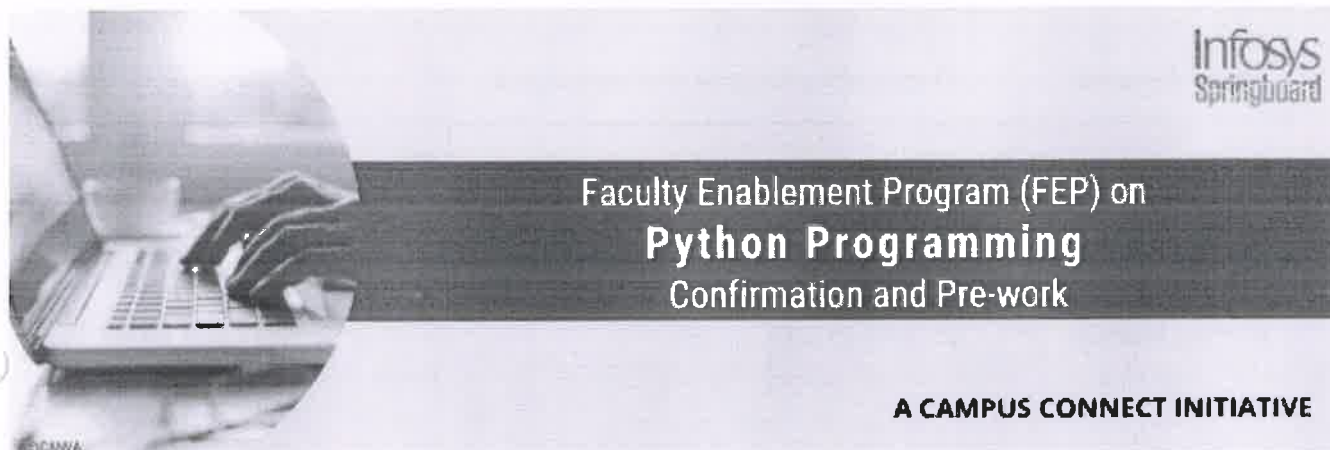 Infosys
Springboard
Faculty Enablement Program (FEP) on
Python Programming
Confirmation and Pre-work
A CAMPUS CONNECT INITIATIVE